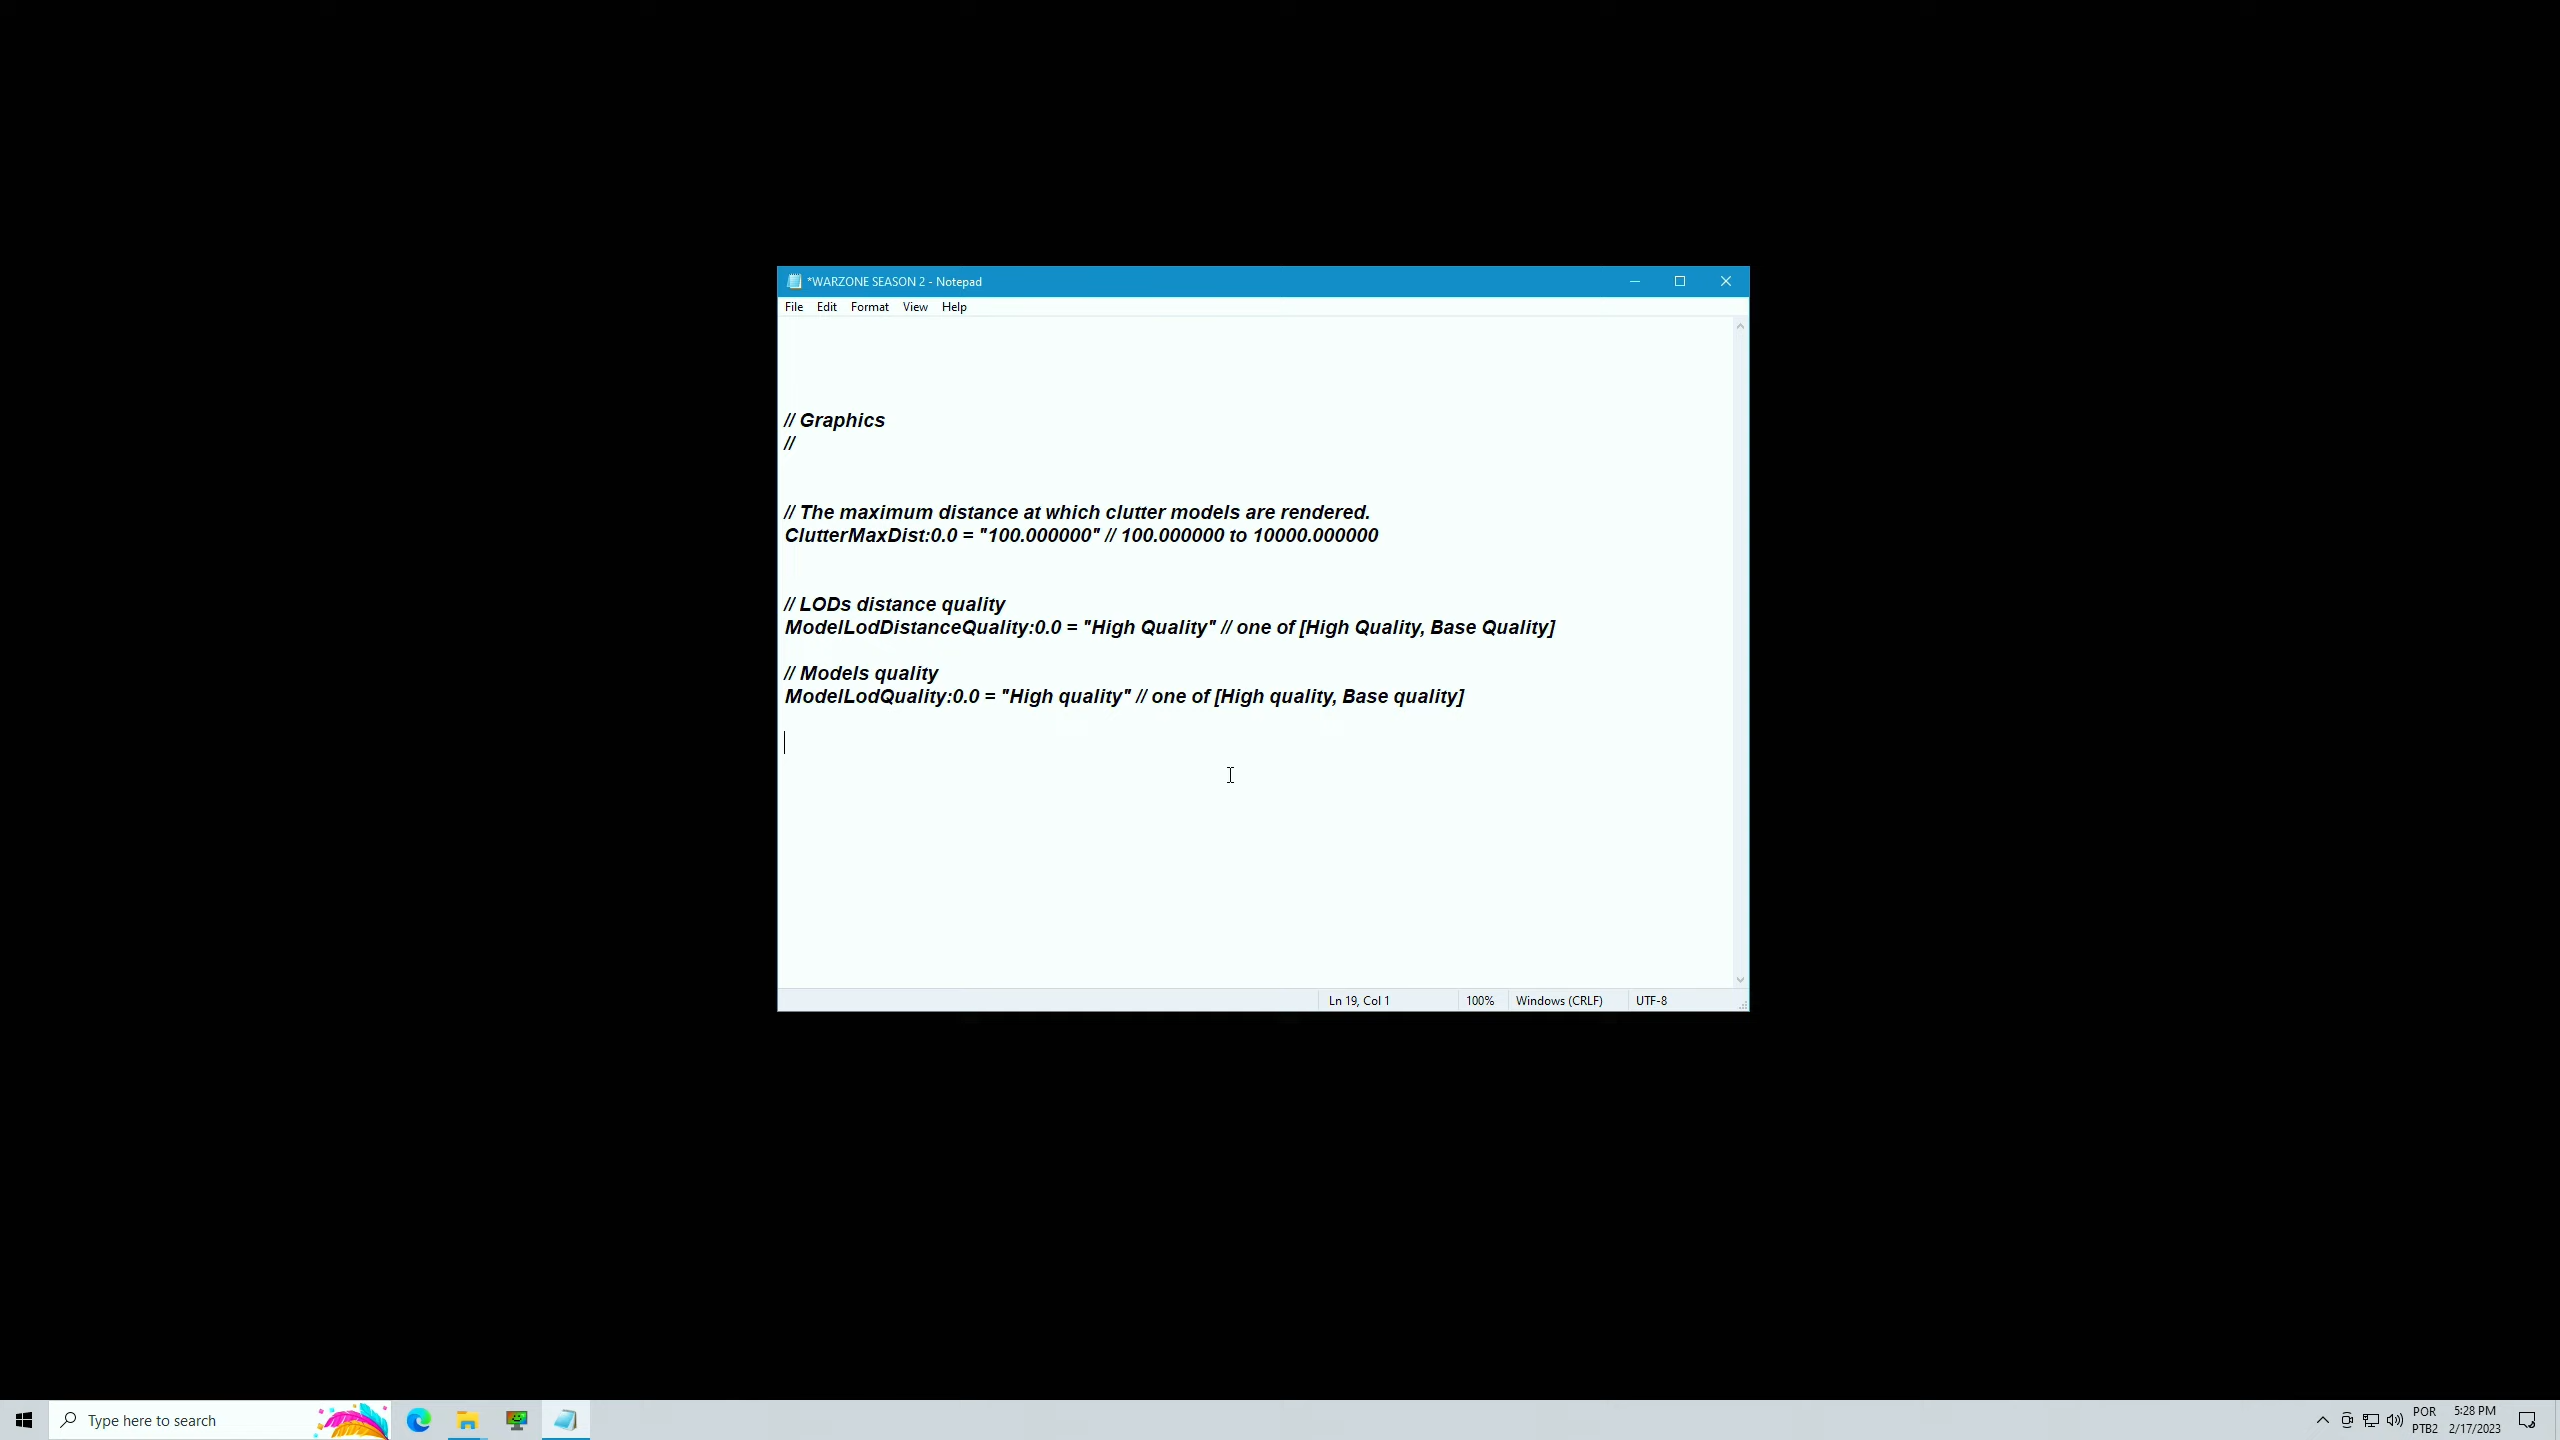 *WARZONE SEASON 2 - Notepad
File Edit Format View Help
// Graphics
//
// The maximum distance at which clutter models are rendered.
ClutterMaxDist:0.0 = "100.000000" // 100.000000 to 10000.000000
// LODs distance quality
ModelLodDistanceQuality:0.0 = "High Quality" // one of [High Quality, Base Quality]
// Models quality
ModelLodQuality:0.0 = "High quality" // one of [High quality, Base quality]
Ln 19, Col 1 100% Windows (CRLF) UTF-8
Type here to search
POR 5:28 PM
PTB2 2/17/2023